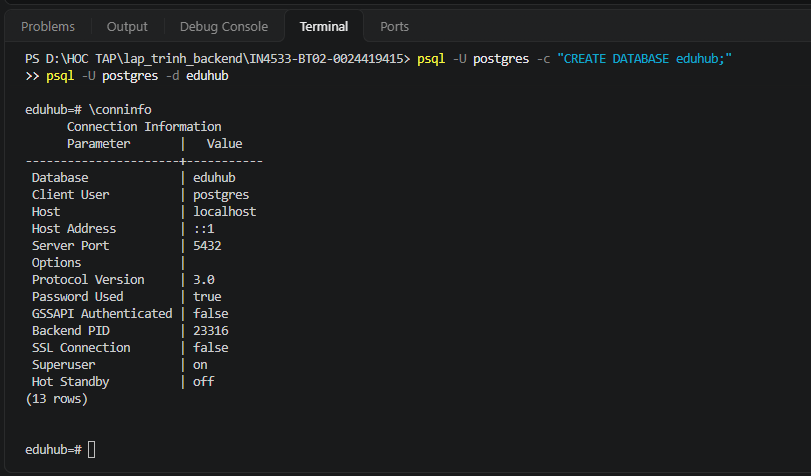 Problems Output Debug Console Terminal Ports
PS D:\HOC TAP\lap_trinh_backend\IN4533-BT02-0024419415> psql -U postgres -c "CREATE DATABASE eduhub;"
>> psql -U postgres -d eduhub
eduhub=# \conninfo
      Connection Information
      Parameter       |   Value
----------------------+-----------
 Database             | eduhub
 Client User          | postgres
 Host                 | localhost
 Host Address         | ::1
 Server Port          | 5432
 Options              |
 Protocol Version     | 3.0
 Password Used        | true
 GSSAPI Authenticated | false
 Backend PID          | 23316
 SSL Connection       | false
 Superuser            | on
 Hot Standby          | off
(13 rows)
eduhub=#